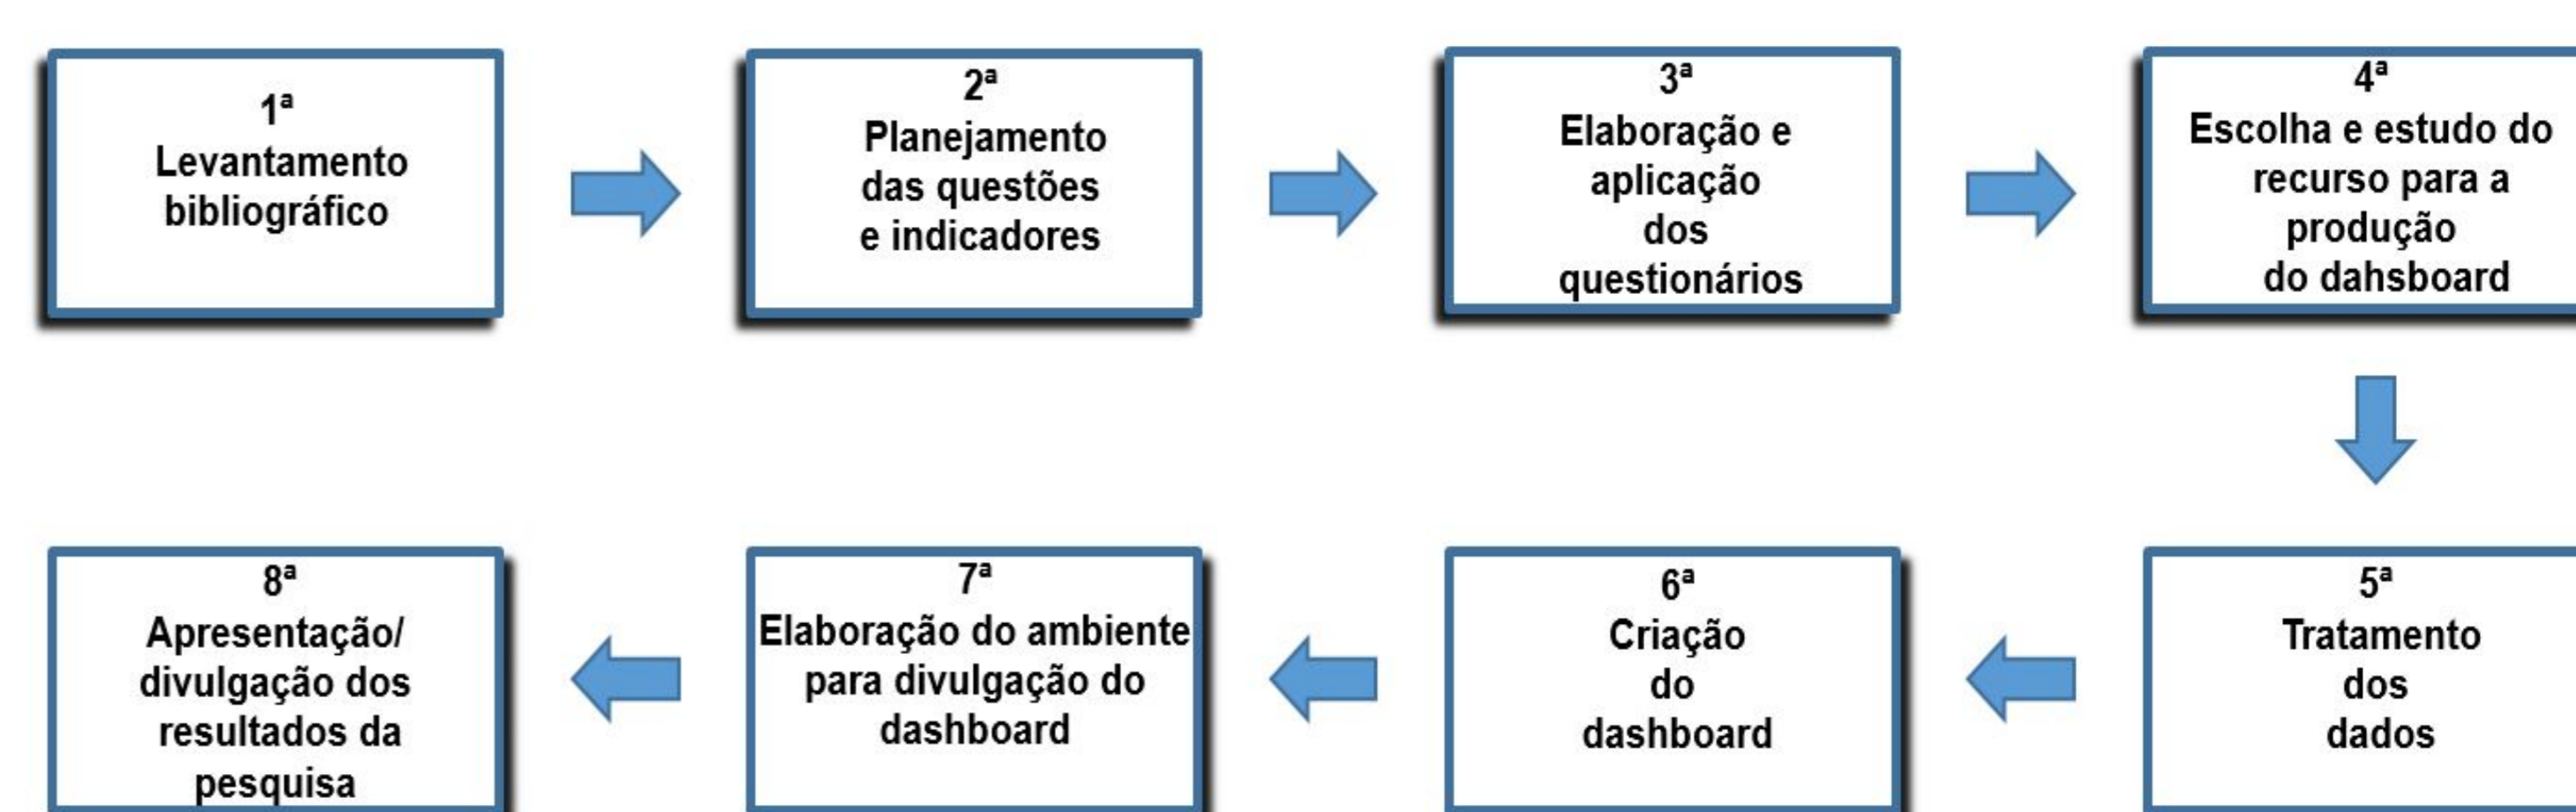 1ª
Levantamento
bibliográfico
2ª
Planejamento
das questões
e indicadores
3ª
Elaboração e
aplicação
dos
questionários
4ª
Escolha e estudo do
recurso para a
produção
do dahsboard
5ª
Tratamento
dos
dados
6ª
Criação
do
dashboard
7ª
Elaboração do ambiente
para divulgação do
dashboard
8ª
Apresentação/
divulgação dos
resultados da
pesquisa